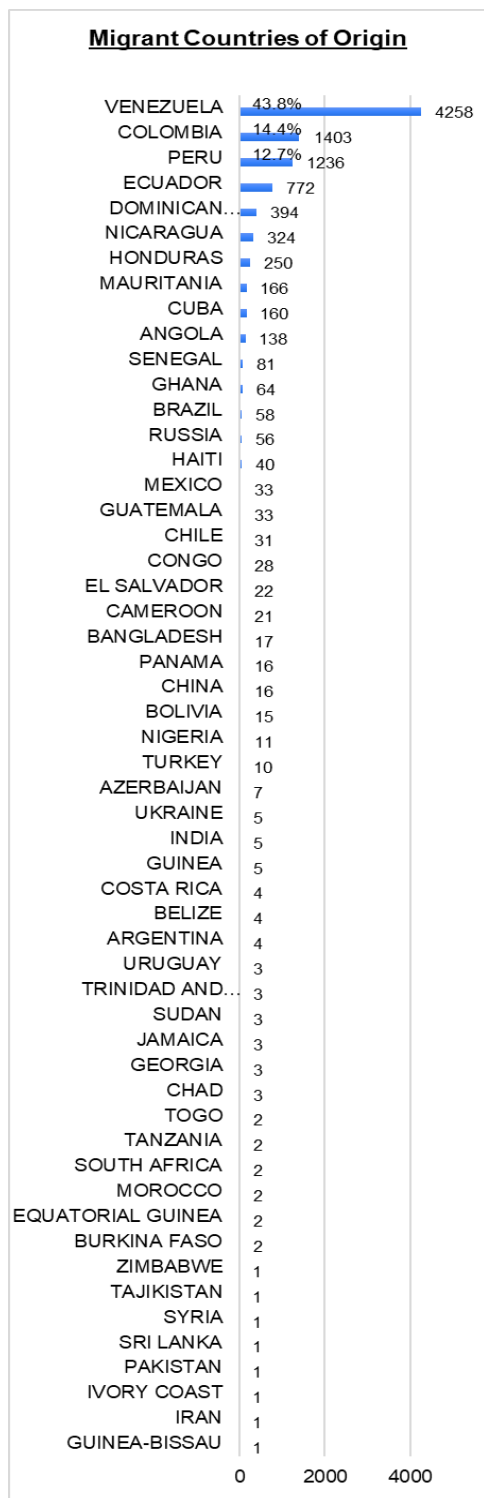 Migrant Countries of Origin
VENEZUELA 43.8% 4258
COLOMBIA 14.4% 1403
PERU 12.7% 1236
ECUADOR 772
DOMINICAN... 394
NICARAGUA 324
HONDURAS 250
MAURITANIA 166
CUBA 160
ANGOLA 138
SENEGAL 81
GHANA 64
BRAZIL 58
RUSSIA 56
HAITI 40
MEXICO 33
GUATEMALA 33
CHILE 31
CONGO 28
EL SALVADOR 22
CAMEROON 21
BANGLADESH 17
PANAMA 16
CHINA 16
BOLIVIA 15
NIGERIA 11
TURKEY 10
AZERBAIJAN 7
UKRAINE 5
INDIA 5
GUINEA 5
COSTA RICA 4
BELIZE 4
ARGENTINA 4
URUGUAY 3
TRINIDAD AND... 3
SUDAN 3
JAMAICA 3
GEORGIA 3
CHAD 3
TOGO 2
TANZANIA 2
SOUTH AFRICA 2
MOROCCO 2
EQUATORIAL GUINEA 2
BURKINA FASO 2
ZIMBABWE 1
TAJIKISTAN 1
SYRIA 1
SRI LANKA 1
PAKISTAN 1
IVORY COAST 1
IRAN 1
GUINEA-BISSAU 1
0 2000 4000